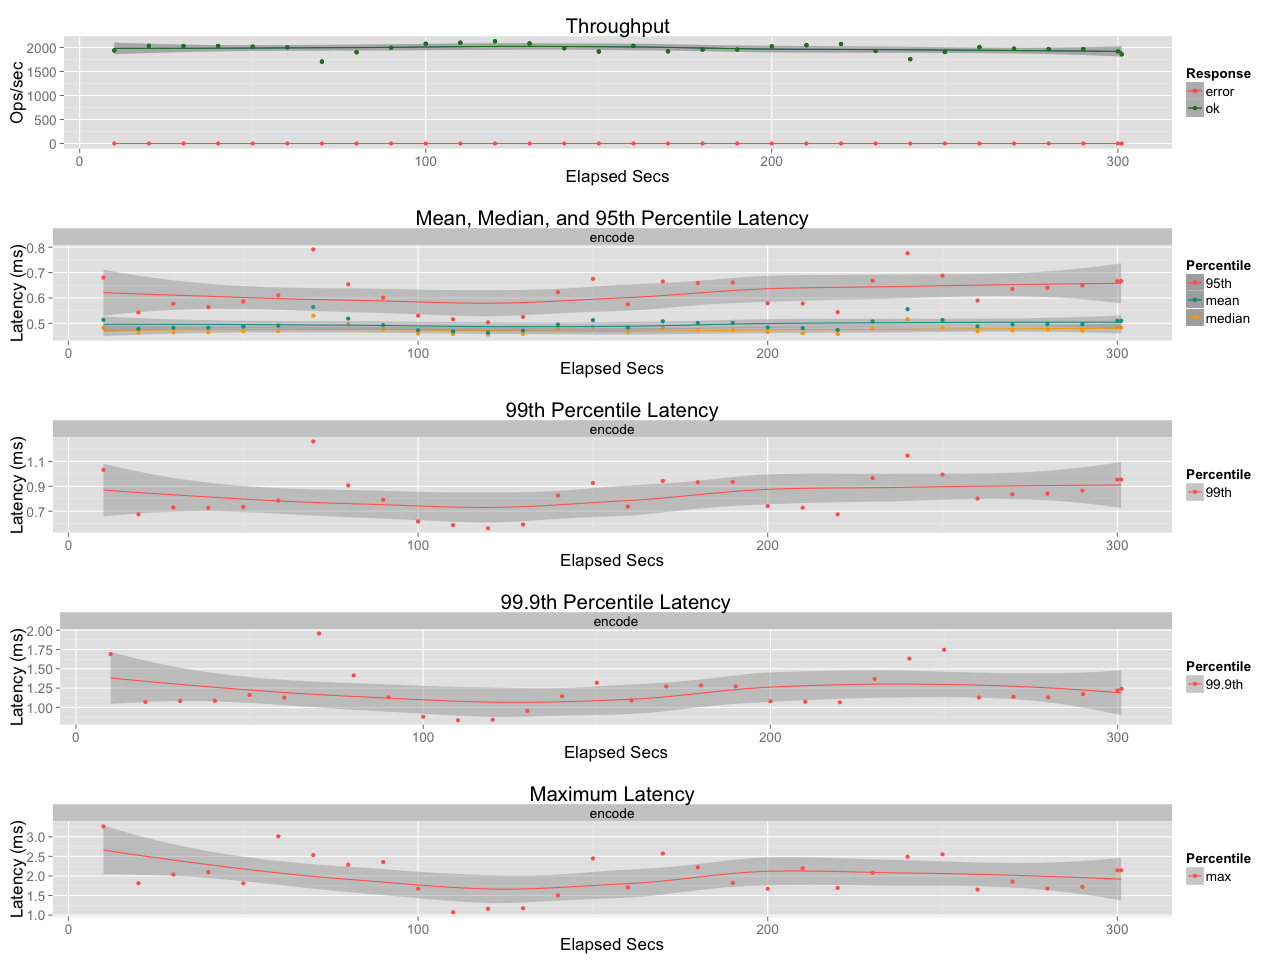 Throughput
2000
1500
1000
500
0
Ops/sec
0 100 200 300
Elapsed Secs
Response
error
ok
Mean, Median, and 95th Percentile Latency
encode
0.8
0.7
0.6
0.5
Latency (ms)
0 100 200 300
Elapsed Secs
Percentile
95th
mean
median
99th Percentile Latency
encode
1.1
0.9
0.7
Latency (ms)
0 100 200 300
Elapsed Secs
Percentile
99th
99.9th Percentile Latency
encode
2.00
1.75
1.50
1.25
1.00
Latency (ms)
0 100 200 300
Elapsed Secs
Percentile
99.9th
Maximum Latency
encode
3.0
2.5
2.0
1.5
1.0
Latency (ms)
0 100 200 300
Elapsed Secs
Percentile
max